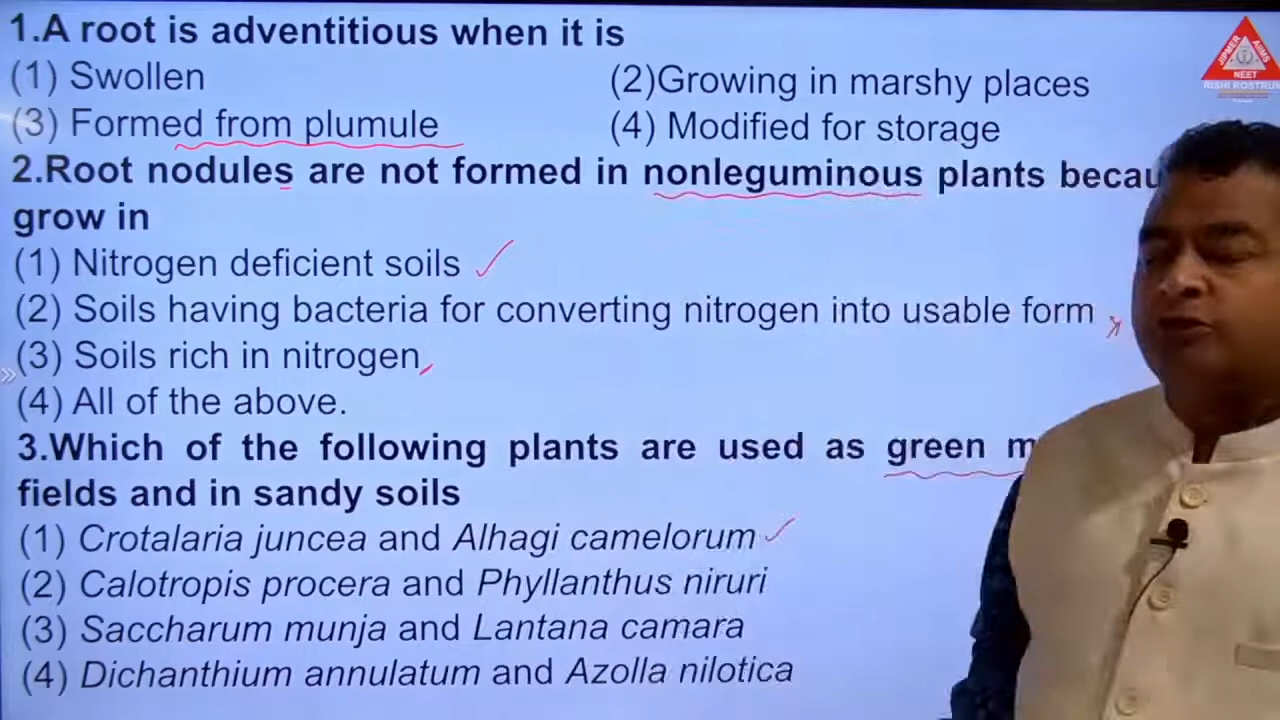 1.A root is adventitious when it is
(1) Swollen (2)Growing in marshy places
(3) Formed from plumule (4) Modified for storage
2.Root nodules are not formed in nonleguminous plants becau
grow in
(1) Nitrogen deficient soils
(2) Soils having bacteria for converting nitrogen into usable form
(3) Soils rich in nitrogen
(4) All of the above.
3.Which of the following plants are used as green m
fields and in sandy soils
(1) Crotalaria juncea and Alhagi camelorum
(2) Calotropis procera and Phyllanthus niruri
(3) Saccharum munja and Lantana camara
(4) Dichanthium annulatum and Azolla nilotica
JIPMER AIIMS
NEET
RISHI ROSTRUM